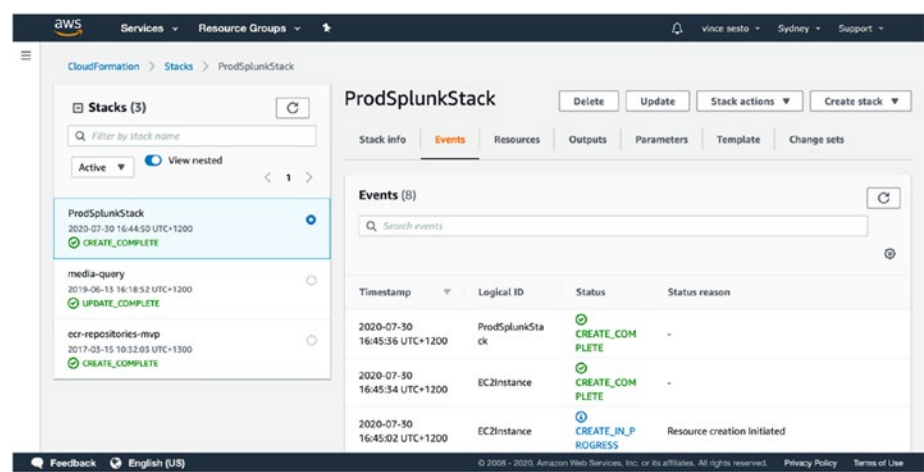 aws Services Resource Groups vince sesto Sydney Support
CloudFormation > Stacks > ProdSplunkStack
Stacks (3)
Filter by stack name
Active View nested
< 1 >
ProdSplunkStack
2020-07-30 16:44:50 UTC+1200
CREATE_COMPLETE
media-query
2019-06-13 16:18:52 UTC+1200
UPDATE_COMPLETE
ecr-repositories-mvp
2017-03-15 10:32:03 UTC+1300
CREATE_COMPLETE
ProdSplunkStack
Delete Update Stack actions Create stack
Stack info Events Resources Outputs Parameters Template Change sets
Events (8)
Search events
Timestamp Logical ID Status Status reason
2020-07-30 ProdSplunkSta
16:45:36 UTC+1200 ck CREATE_COM -
PLETE
2020-07-30
16:45:34 UTC+1200 EC2Instance CREATE_COM -
PLETE
2020-07-30
16:45:02 UTC+1200 EC2Instance CREATE_IN_P Resource creation Initiated
ROGRESS
Feedback English (US) © 2008 - 2020, Amazon Web Services, Inc. or its affiliates. All rights reserved. Privacy Policy Terms of Use